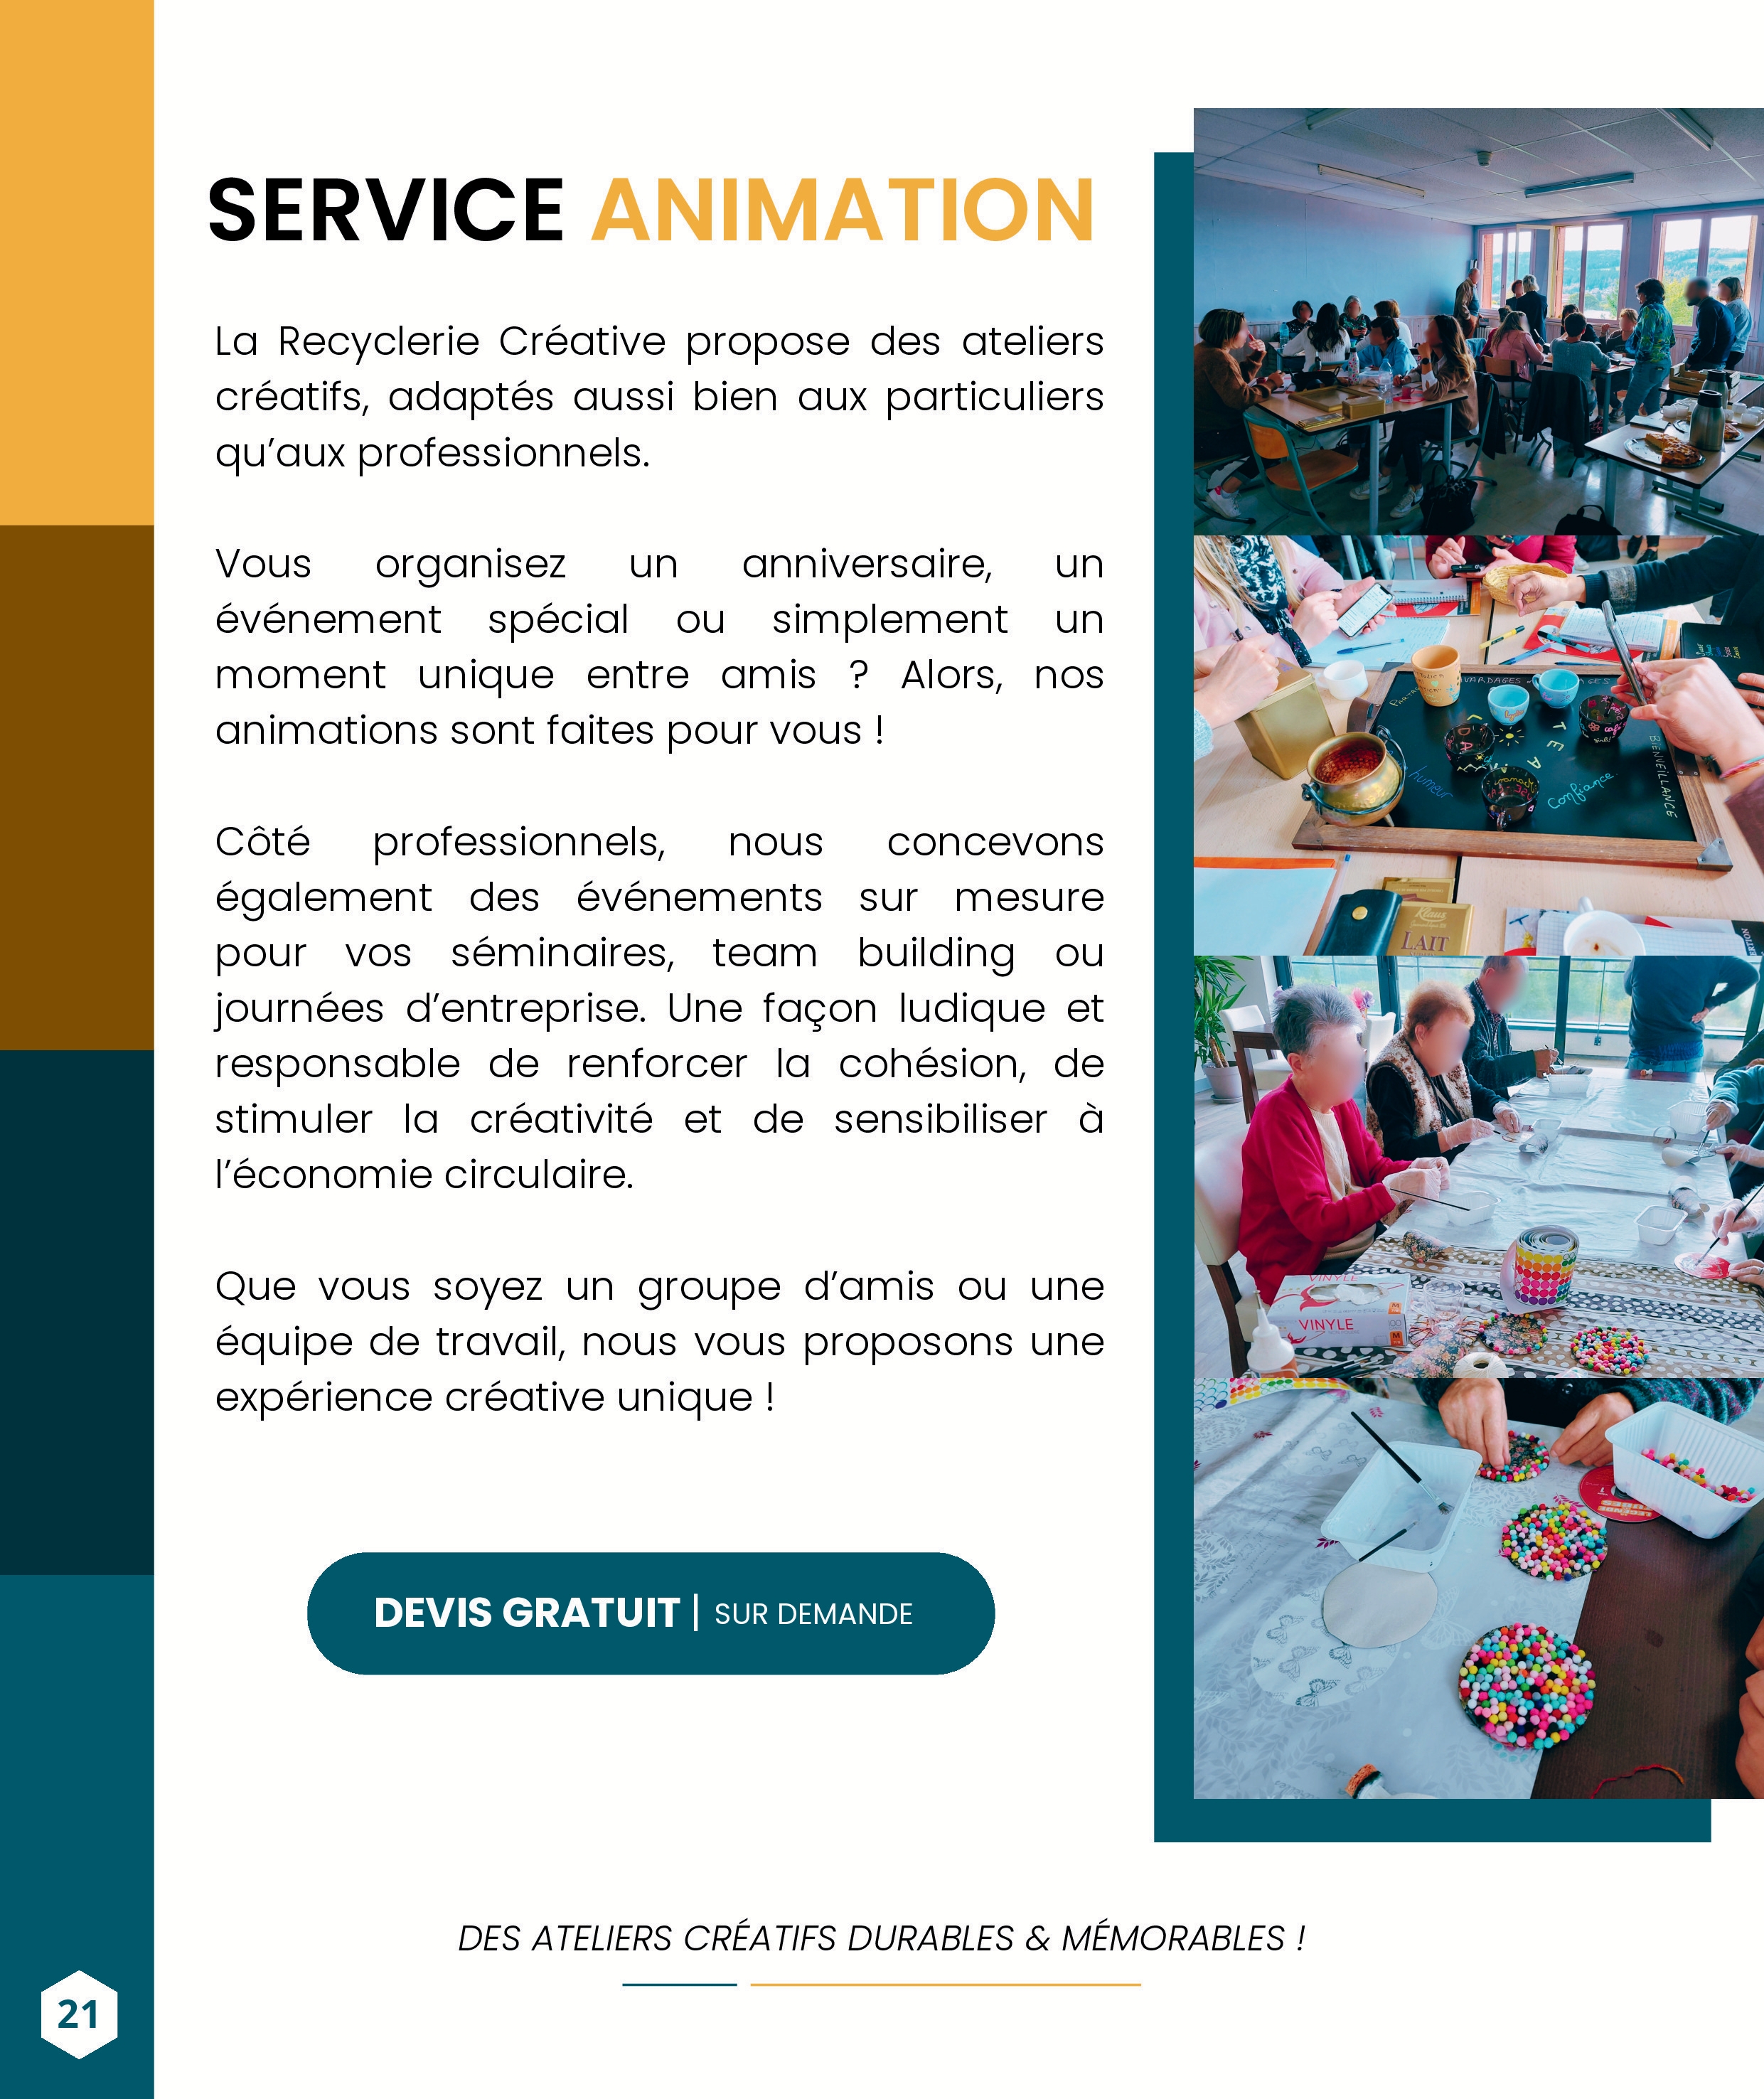 SERVICE ANIMATION
La Recyclerie Créative propose des ateliers
créatifs, adaptés aussi bien aux particuliers
qu’aux professionnels.
Vous organisez un anniversaire, un
événement spécial ou simplement un
moment unique entre amis ? Alors, nos
animations sont faites pour vous !
Côté professionnels, nous concevons
également des événements sur mesure
pour vos séminaires, team building ou
journées d’entreprise. Une façon ludique et
responsable de renforcer la cohésion, de
stimuler la créativité et de sensibiliser à
l’économie circulaire.
Que vous soyez un groupe d’amis ou une
équipe de travail, nous vous proposons une
expérience créative unique !
DEVIS GRATUIT | SUR DEMANDE
humeur
confiance
BIENVEILLANCE
Klaus
LAIT
VINYLE
VINYLE
DES ATELIERS CRÉATIFS DURABLES & MÉMORABLES !
21